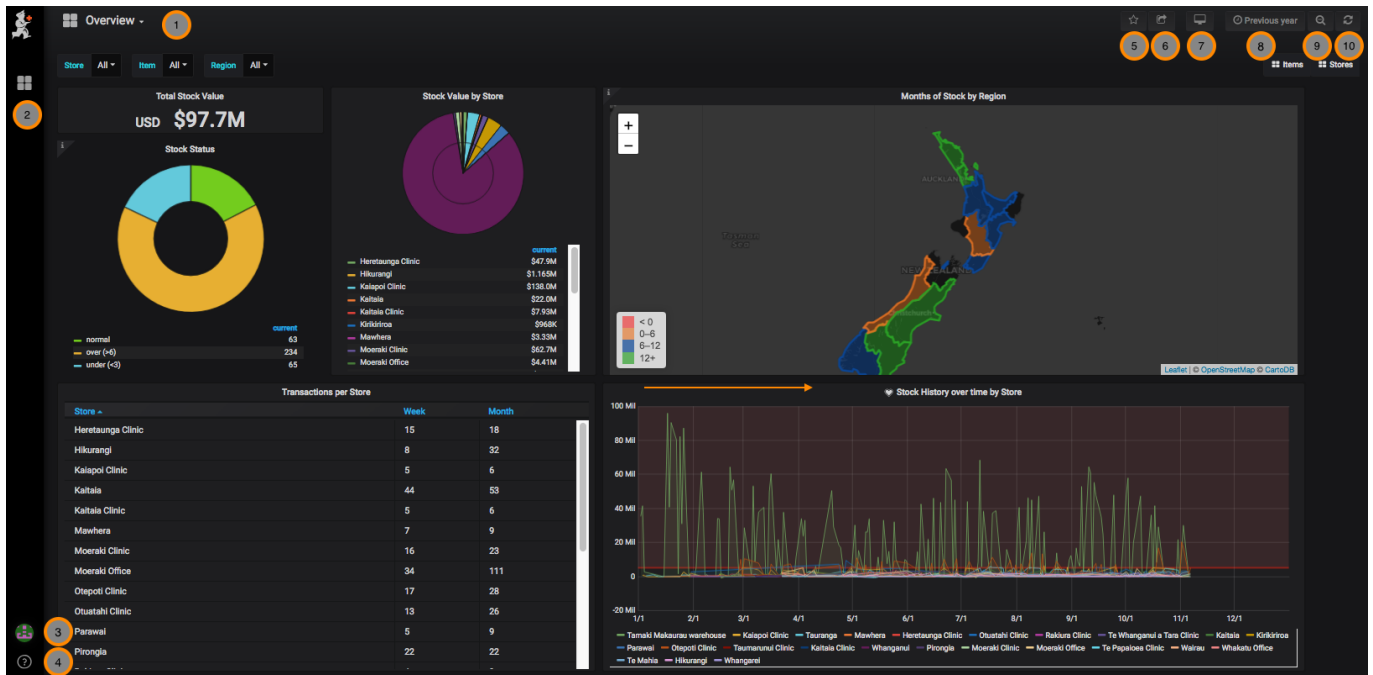 Overview
1
5
6
7
Previous year
8
9
10
Store All
Item All
Region All
Items
Stores
2
Total Stock Value
USD $97.7M
i
Stock Status
current
normal 63
over (>6) 234
under (<3) 65
Stock Value by Store
current
Heretaunga Clinic $47.9M
Hikurangi $1.165M
Kaiapoi Clinic $138.0M
Kaitaia $22.0M
Kaitaia Clinic $7.93M
Kirikiriroa $968K
Mawhera $3.33M
Moeraki Clinic $62.7M
Moeraki Office $4.41M
i
Months of Stock by Region
+
−
AUCKLAND
Tasman
Sea
NEW ZEALAND
< 0
0–6
6–12
12+
Leaflet | © OpenStreetMap © CartoDB
Transactions per Store
Store Week Month
Heretaunga Clinic 15 18
Hikurangi 8 32
Kaiapoi Clinic 5 6
Kaitaia 44 53
Kaitaia Clinic 5 6
Mawhera 7 9
Moeraki Clinic 16 23
Moeraki Office 34 111
Otepoti Clinic 17 28
Otuatahi Clinic 13 26
Parawai 5 9
Pirongia 22 22
3
?
4
Stock History over time by Store
100 Mil
80 Mil
60 Mil
40 Mil
20 Mil
0
-20 Mil
1/1 2/1 3/1 4/1 5/1 6/1 7/1 8/1 9/1 10/1 11/1 12/1
Tamaki Makaurau warehouse Kaiapoi Clinic Tauranga Mawhera Heretaunga Clinic Otuatahi Clinic Rakiura Clinic Te Whanganui a Tara Clinic Kaitaia Kirikiriroa
Parawai Otepoti Clinic Taumarunui Clinic Kaitaia Clinic Whanganui Pirongia Moeraki Clinic Moeraki Office Te Papaioea Clinic Wairau Whakatu Office
Te Mahia Hikurangi Whangarei